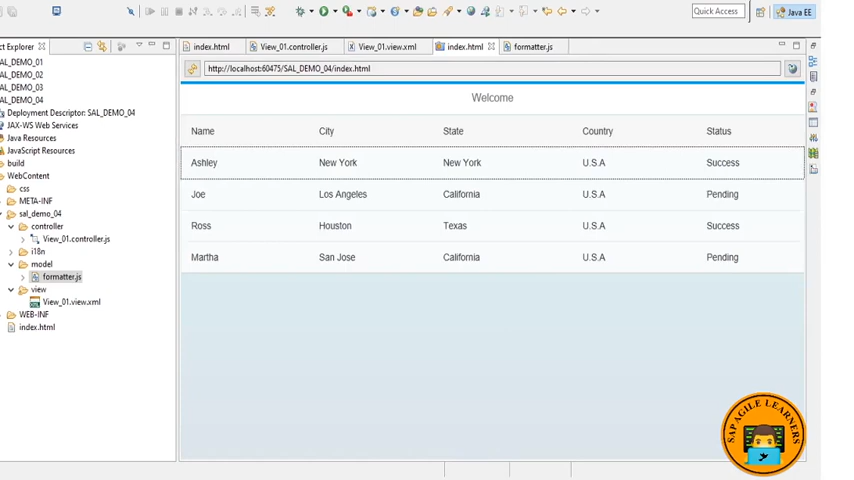 Quick Access
Java EE
ct Explorer
index.html
View_01.controller.js
View_01.view.xml
index.html
formatter.js
http://localhost:60475/SAL_DEMO_04/index.html
SAL_DEMO_01
SAL_DEMO_02
SAL_DEMO_03
SAL_DEMO_04
Deployment Descriptor: SAL_DEMO_04
JAX-WS Web Services
Java Resources
JavaScript Resources
build
WebContent
css
META-INF
sal_demo_04
controller
View_01.controller.js
i18n
model
formatter.js
view
View_01.view.xml
WEB-INF
index.html
Welcome
Name City State Country Status
Ashley New York New York U.S.A Success
Joe Los Angeles California U.S.A Pending
Ross Houston Texas U.S.A Success
Martha San Jose California U.S.A Pending
SAP AGILE LEARNERS